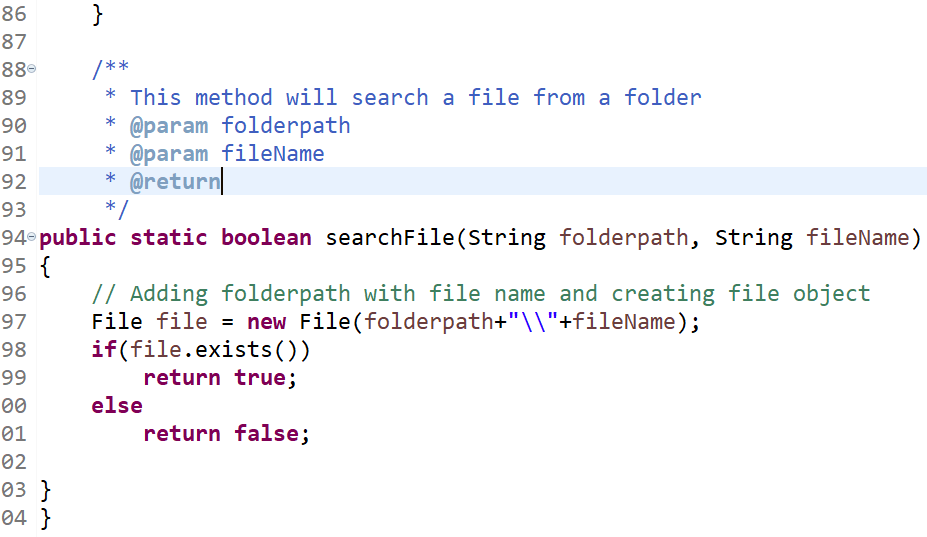 86     }
87
88     /**
89      * This method will search a file from a folder
90      * @param folderpath
91      * @param fileName
92      * @return
93      */
94 public static boolean searchFile(String folderpath, String fileName)
95 {
96     // Adding folderpath with file name and creating file object
97     File file = new File(folderpath+"\\"+fileName);
98     if(file.exists())
99         return true;
00     else
01         return false;
02
03 }
04 }